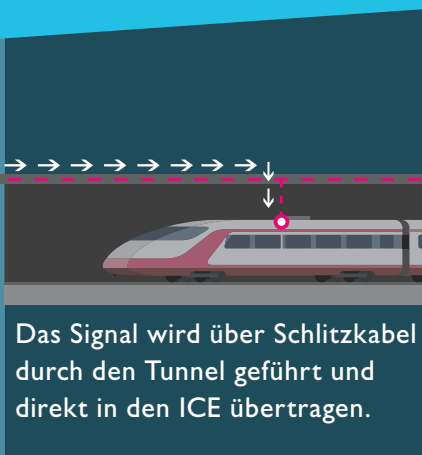 Das Signal wird über Schlitzkabel
durch den Tunnel geführt und
direkt in den ICE übertragen.